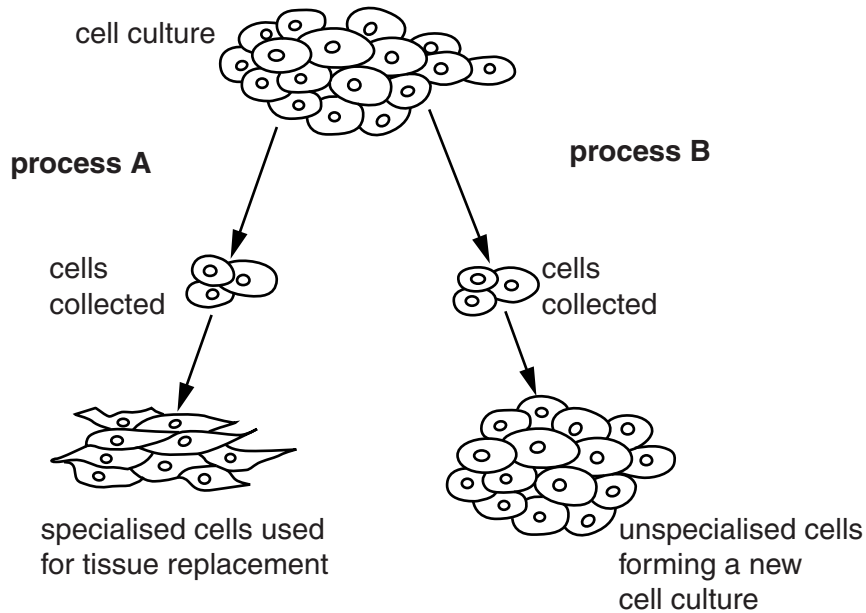 cell culture
process A
process B
cells
collected
cells
collected
specialised cells used
for tissue replacement
unspecialised cells
forming a new
cell culture